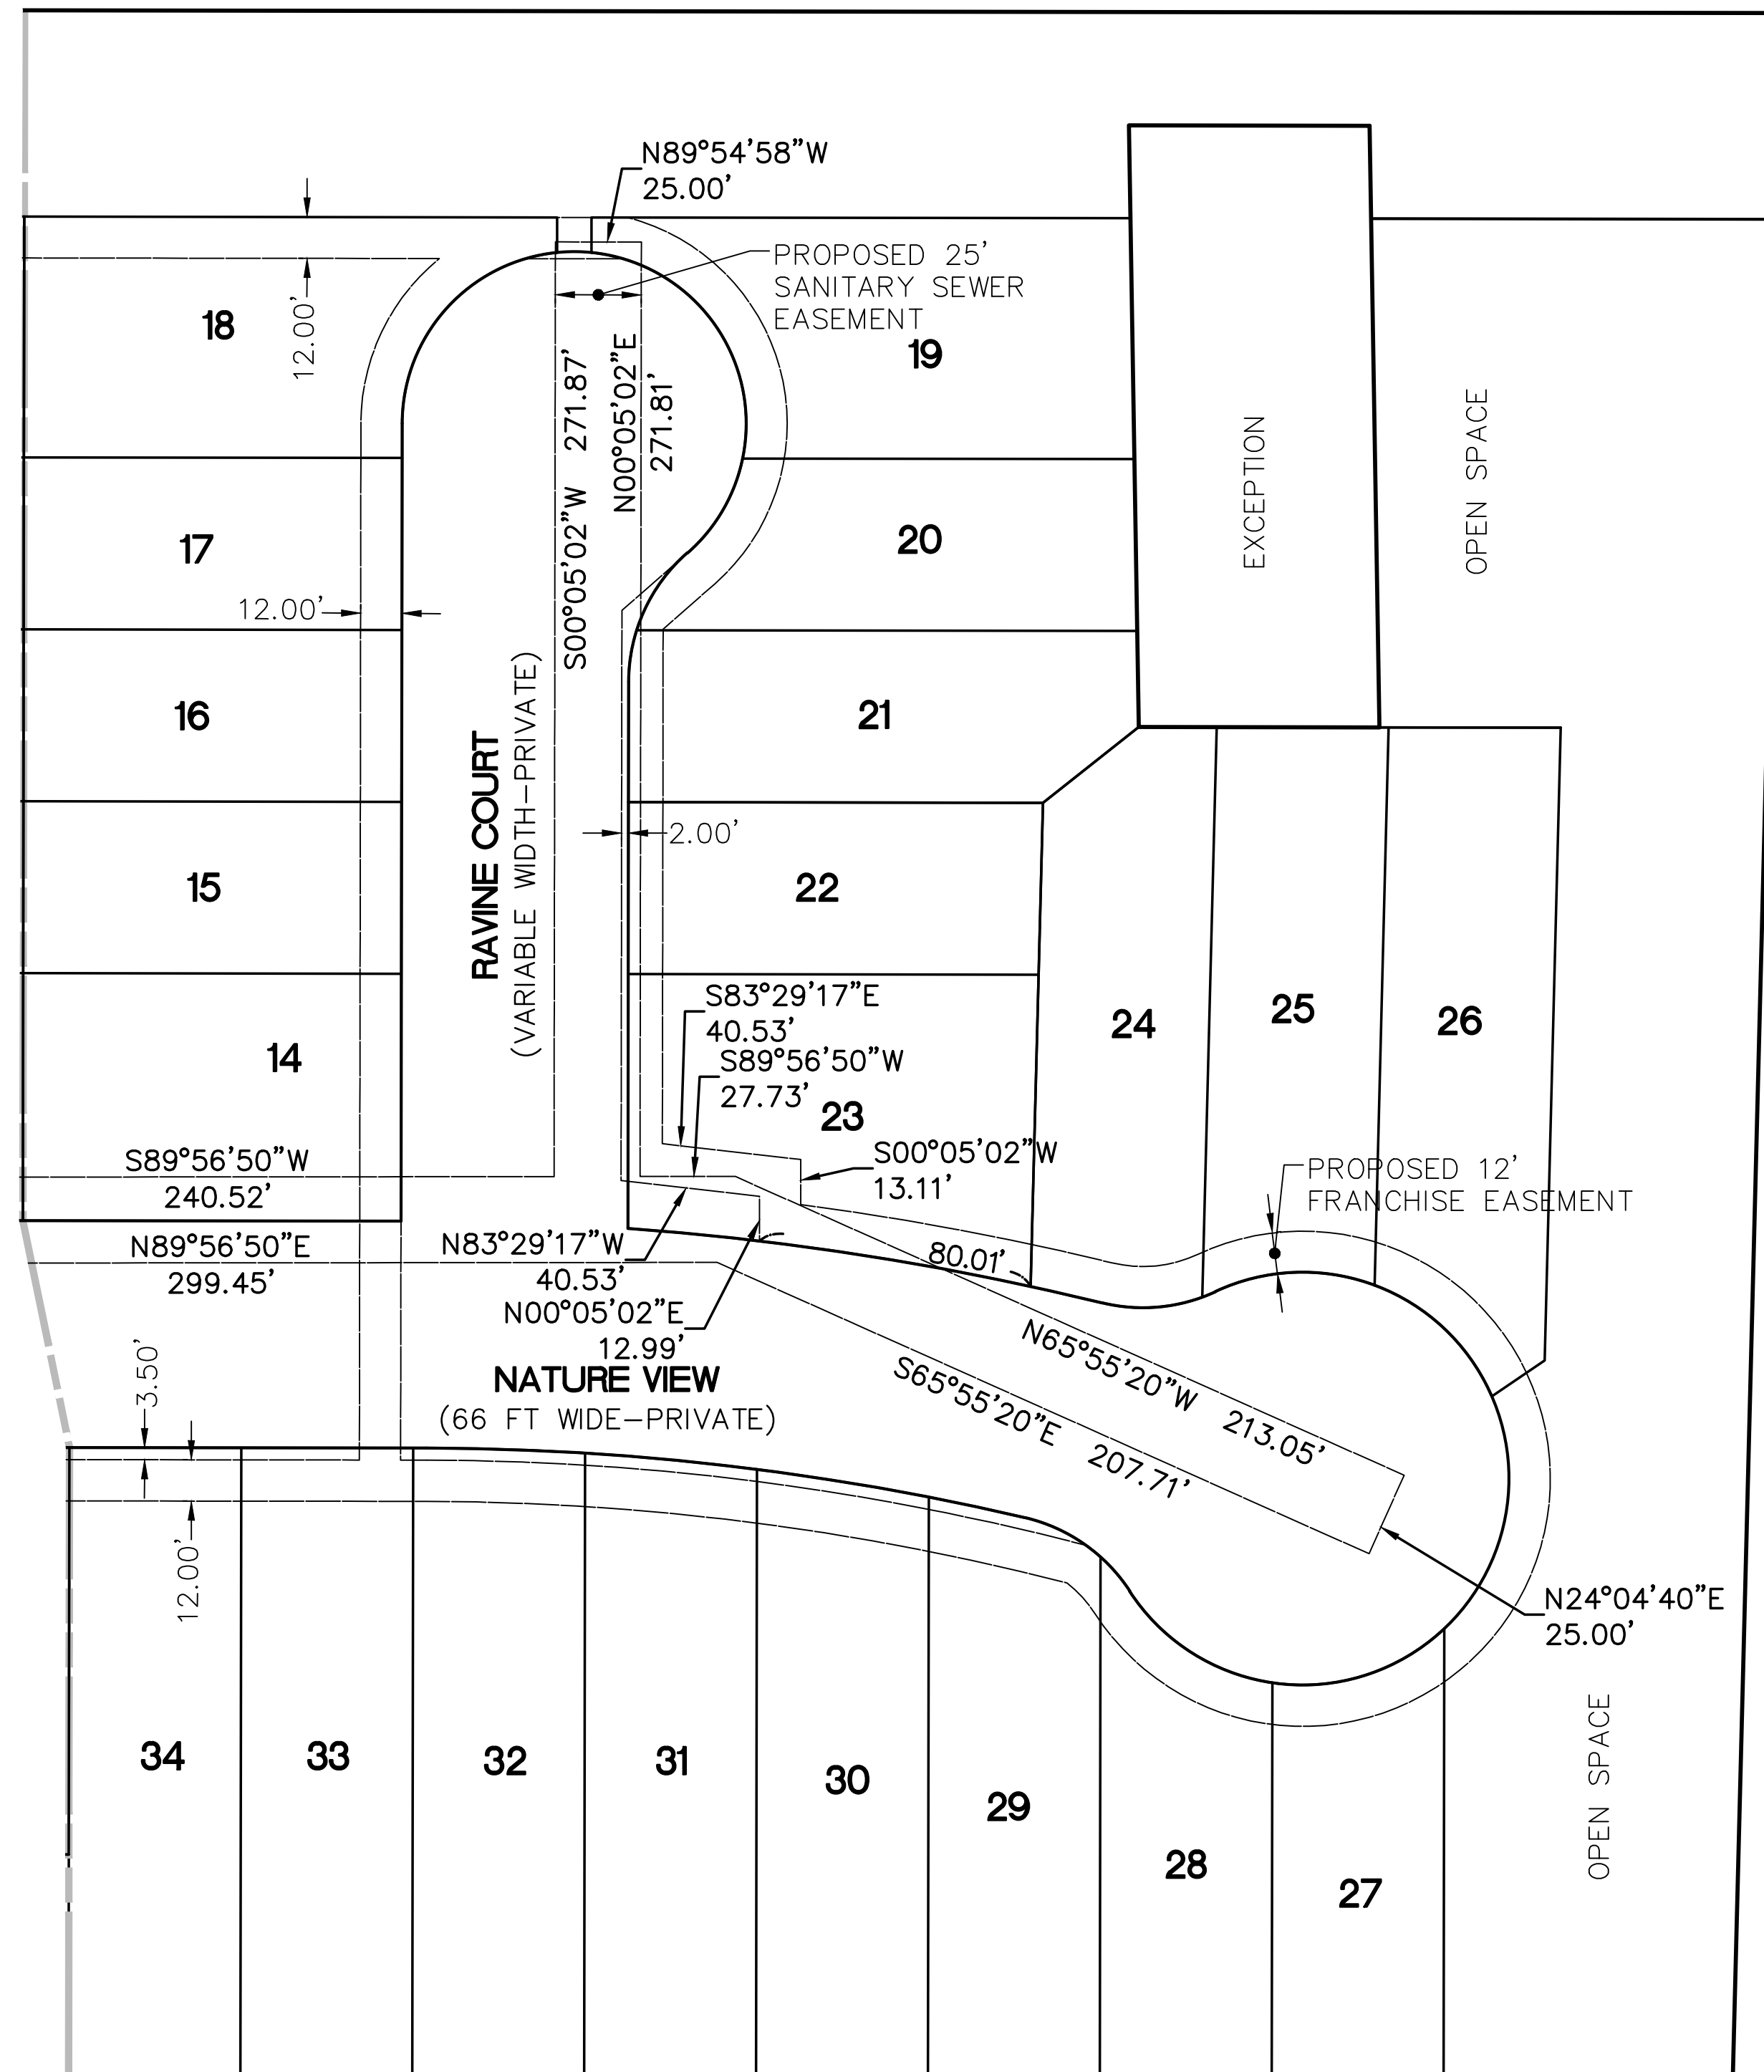 N89°54'58"W
25.00'
PROPOSED 25'
SANITARY SEWER
EASEMENT
18
12.00'
19
S00°05'02"W 271.87'
N00°05'02"E
271.81'
EXCEPTION
OPEN SPACE
17
20
12.00'
16
21
RAVINE COURT
(VARIABLE WIDTH-PRIVATE)
2.00'
15
22
S83°29'17"E
40.53'
S89°56'50"W
27.73'
14
23
24
25
26
S89°56'50"W
240.52'
S00°05'02"W
13.11'
PROPOSED 12'
FRANCHISE EASEMENT
N89°56'50"E
299.45'
N83°29'17"W
40.53'
80.01'
N00°05'02"E
12.99'
NATURE VIEW
(66 FT WIDE-PRIVATE)
3.50'
12.00'
N65°55'20"W 213.05'
S65°55'20"E 207.71'
N24°04'40"E
25.00'
OPEN SPACE
34
33
32
31
30
29
28
27